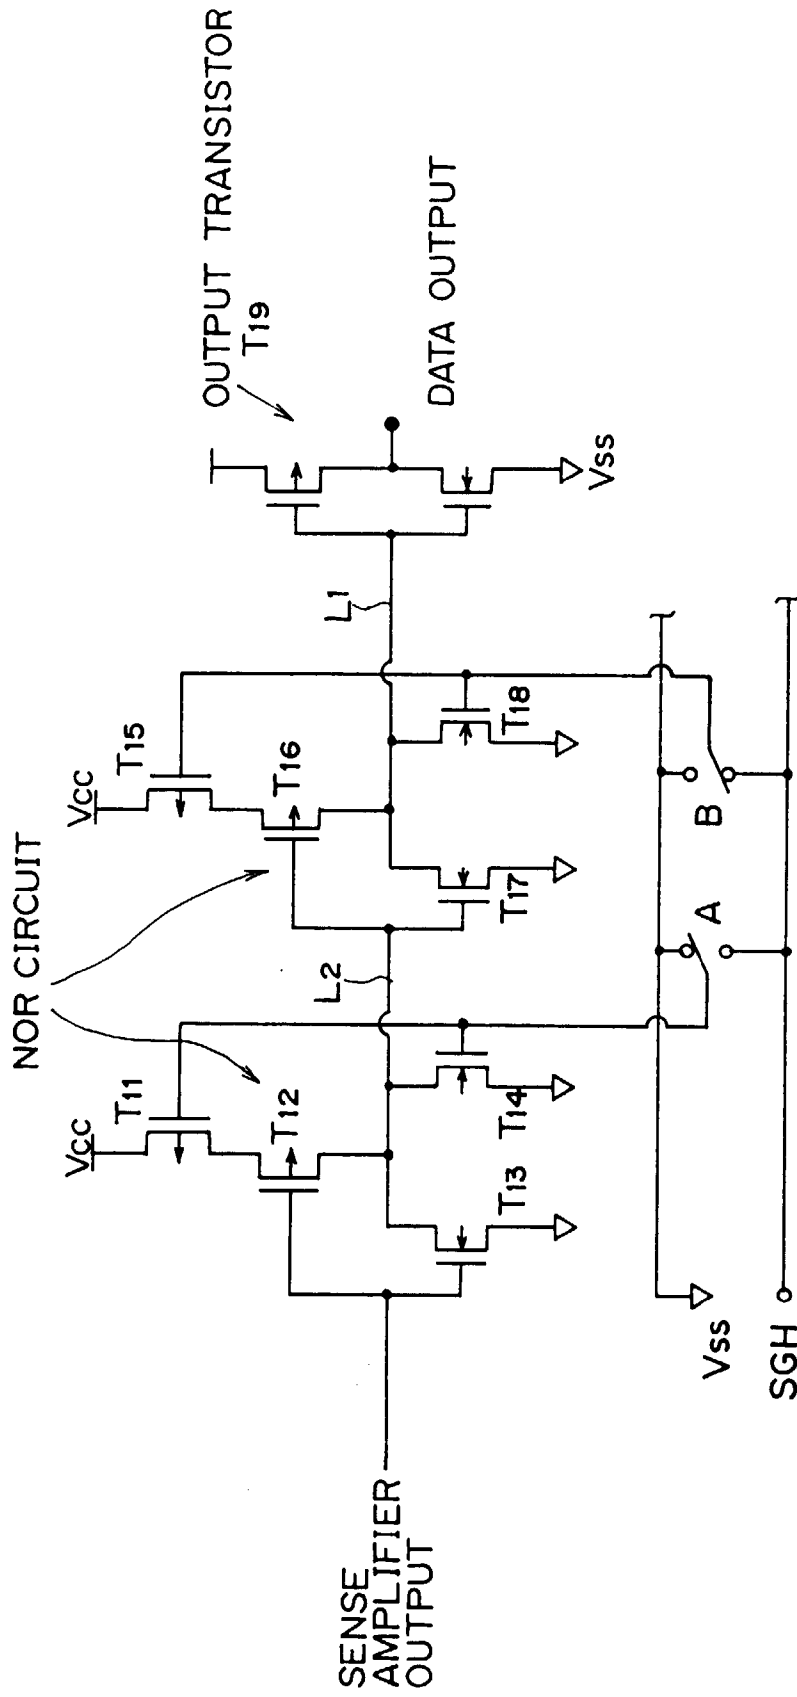 NOR CIRCUIT
OUTPUT TRANSISTOR
T19
Vcc
T11
T12
Vcc
T15
T16
SENSE
AMPLIFIER
OUTPUT
L2
L1
DATA OUTPUT
T13
T14
T17
T18
Vss
A
B
Vss
SGH